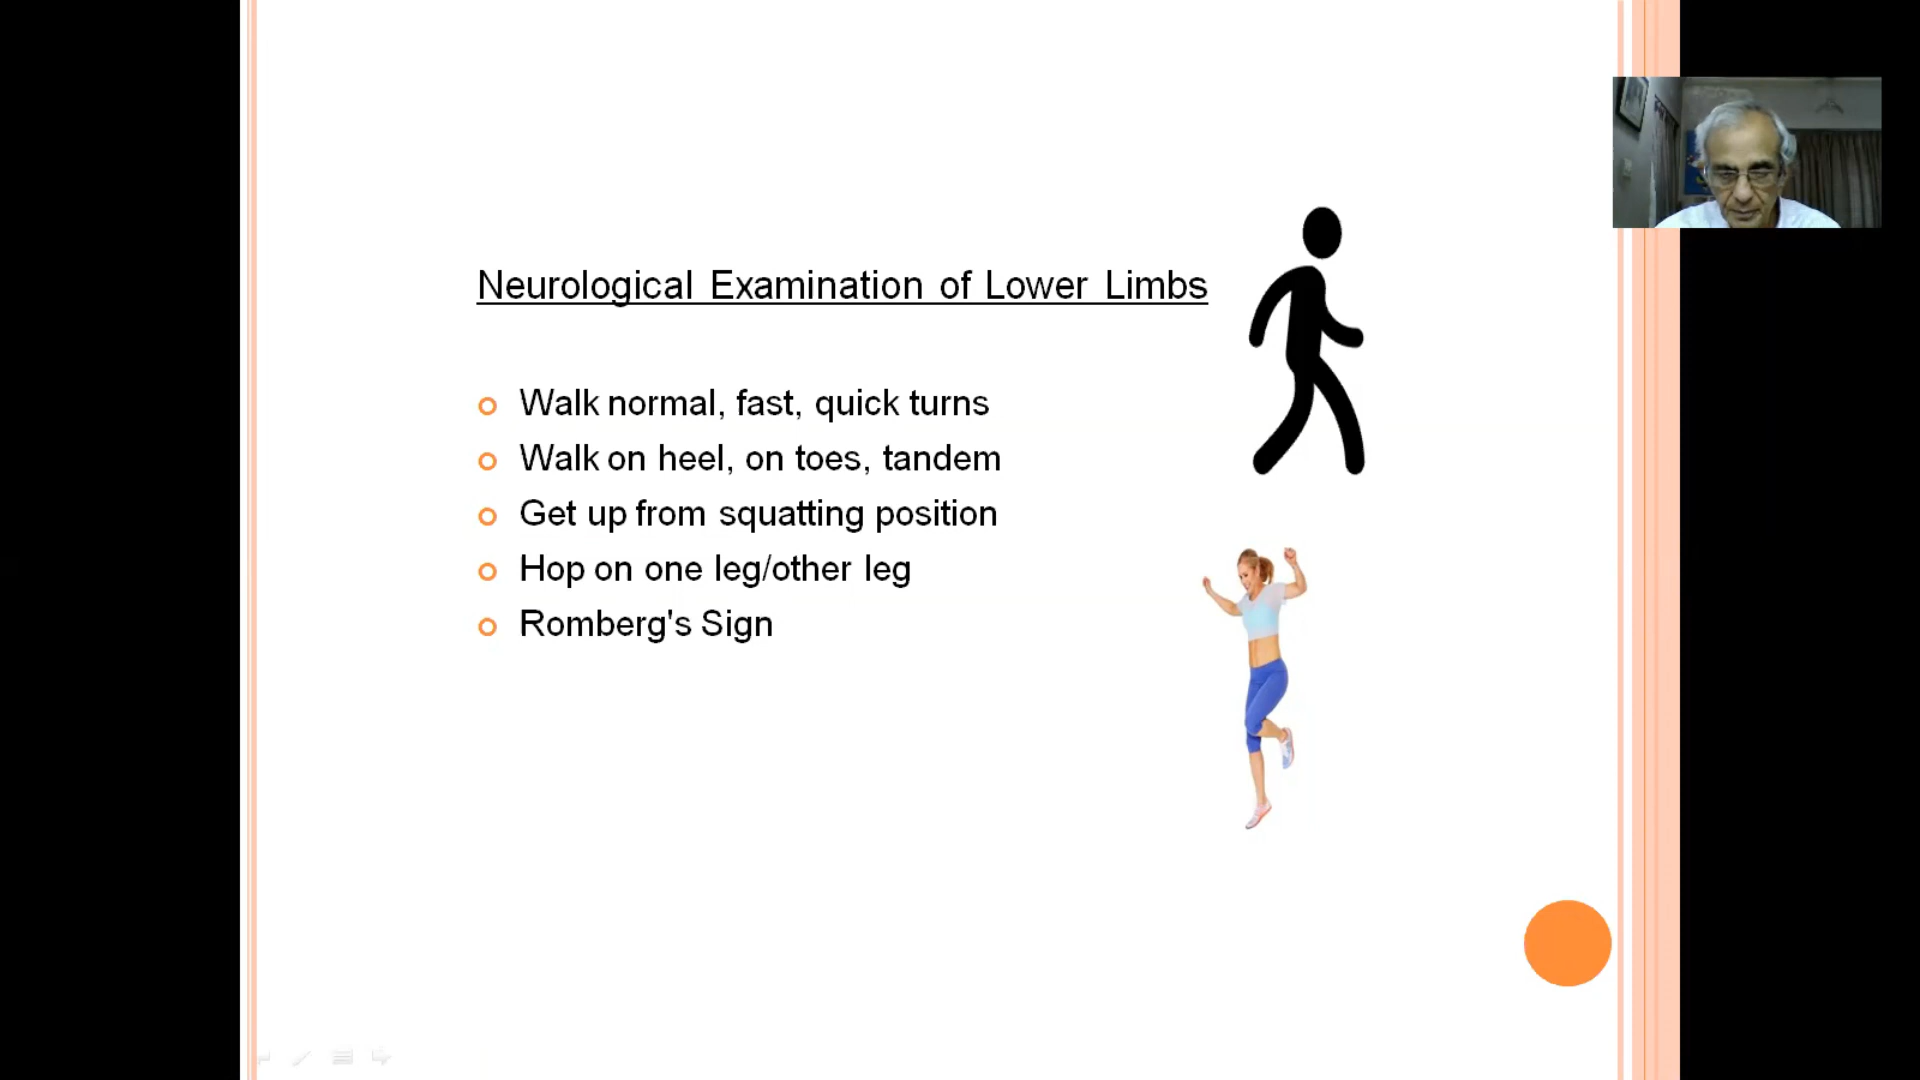 Neurological Examination of Lower Limbs
Walk normal, fast, quick turns
Walk on heel, on toes, tandem
Get up from squatting position
Hop on one leg/other leg
Romberg's Sign